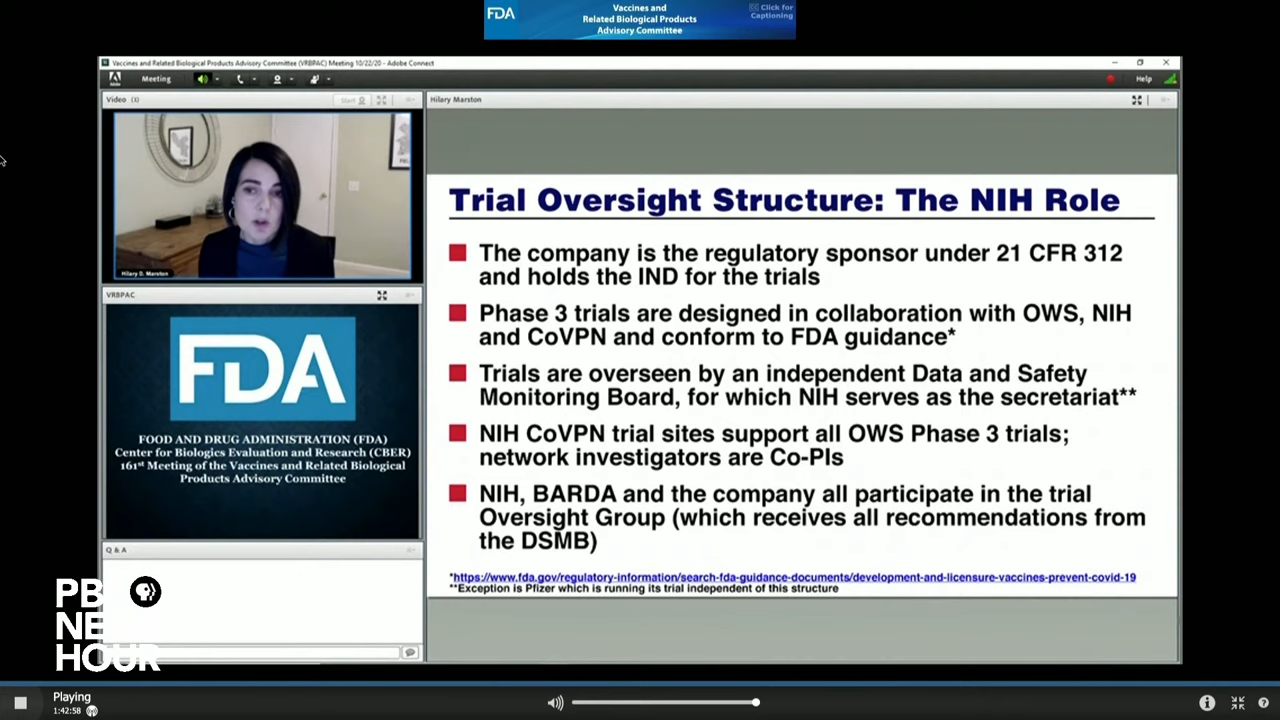 FDA
Vaccines and
Related Biological Products
Advisory Committee
Click for
Captioning
Vaccines and Related Biological Products Advisory Committee (VRBPAC) Meeting 10/22/20 - Adobe Connect
Meeting
Help
Video (3)
Start
Hilary D. Marston
VRBPAC
FDA
FOOD AND DRUG ADMINISTRATION (FDA)
Center for Biologics Evaluation and Research (CBER)
161st Meeting of the Vaccines and Related Biological
Products Advisory Committee
Q & A
Hilary Marston
Trial Oversight Structure: The NIH Role
The company is the regulatory sponsor under 21 CFR 312
and holds the IND for the trials
Phase 3 trials are designed in collaboration with OWS, NIH
and CoVPN and conform to FDA guidance*
Trials are overseen by an independent Data and Safety
Monitoring Board, for which NIH serves as the secretariat**
NIH CoVPN trial sites support all OWS Phase 3 trials;
network investigators are Co-PIs
NIH, BARDA and the company all participate in the trial
Oversight Group (which receives all recommendations from
the DSMB)
*https://www.fda.gov/regulatory-information/search-fda-guidance-documents/development-and-licensure-vaccines-prevent-covid-19
**Exception is Pfizer which is running its trial independent of this structure
PBS
NEWS
HOUR
Playing
1:42:58